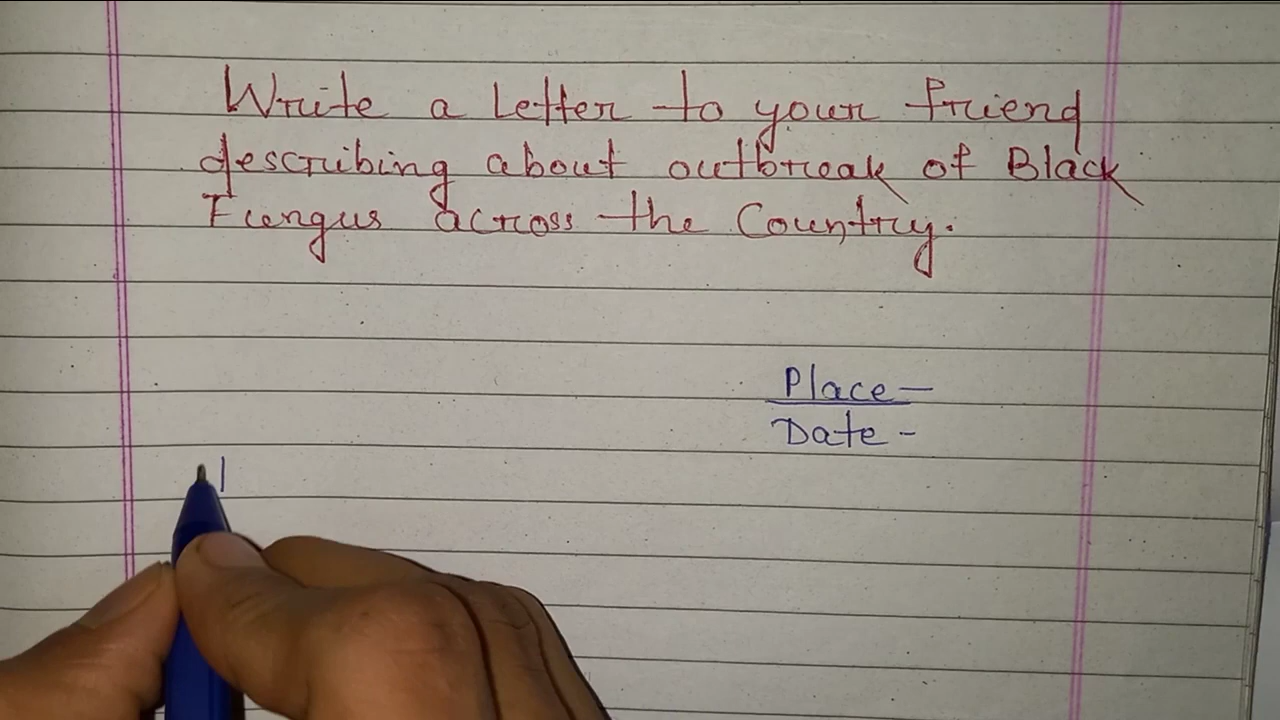 Write a Letter to your friend
describing about outbreak of Black
Fungus across the Country.
Place-
Date-